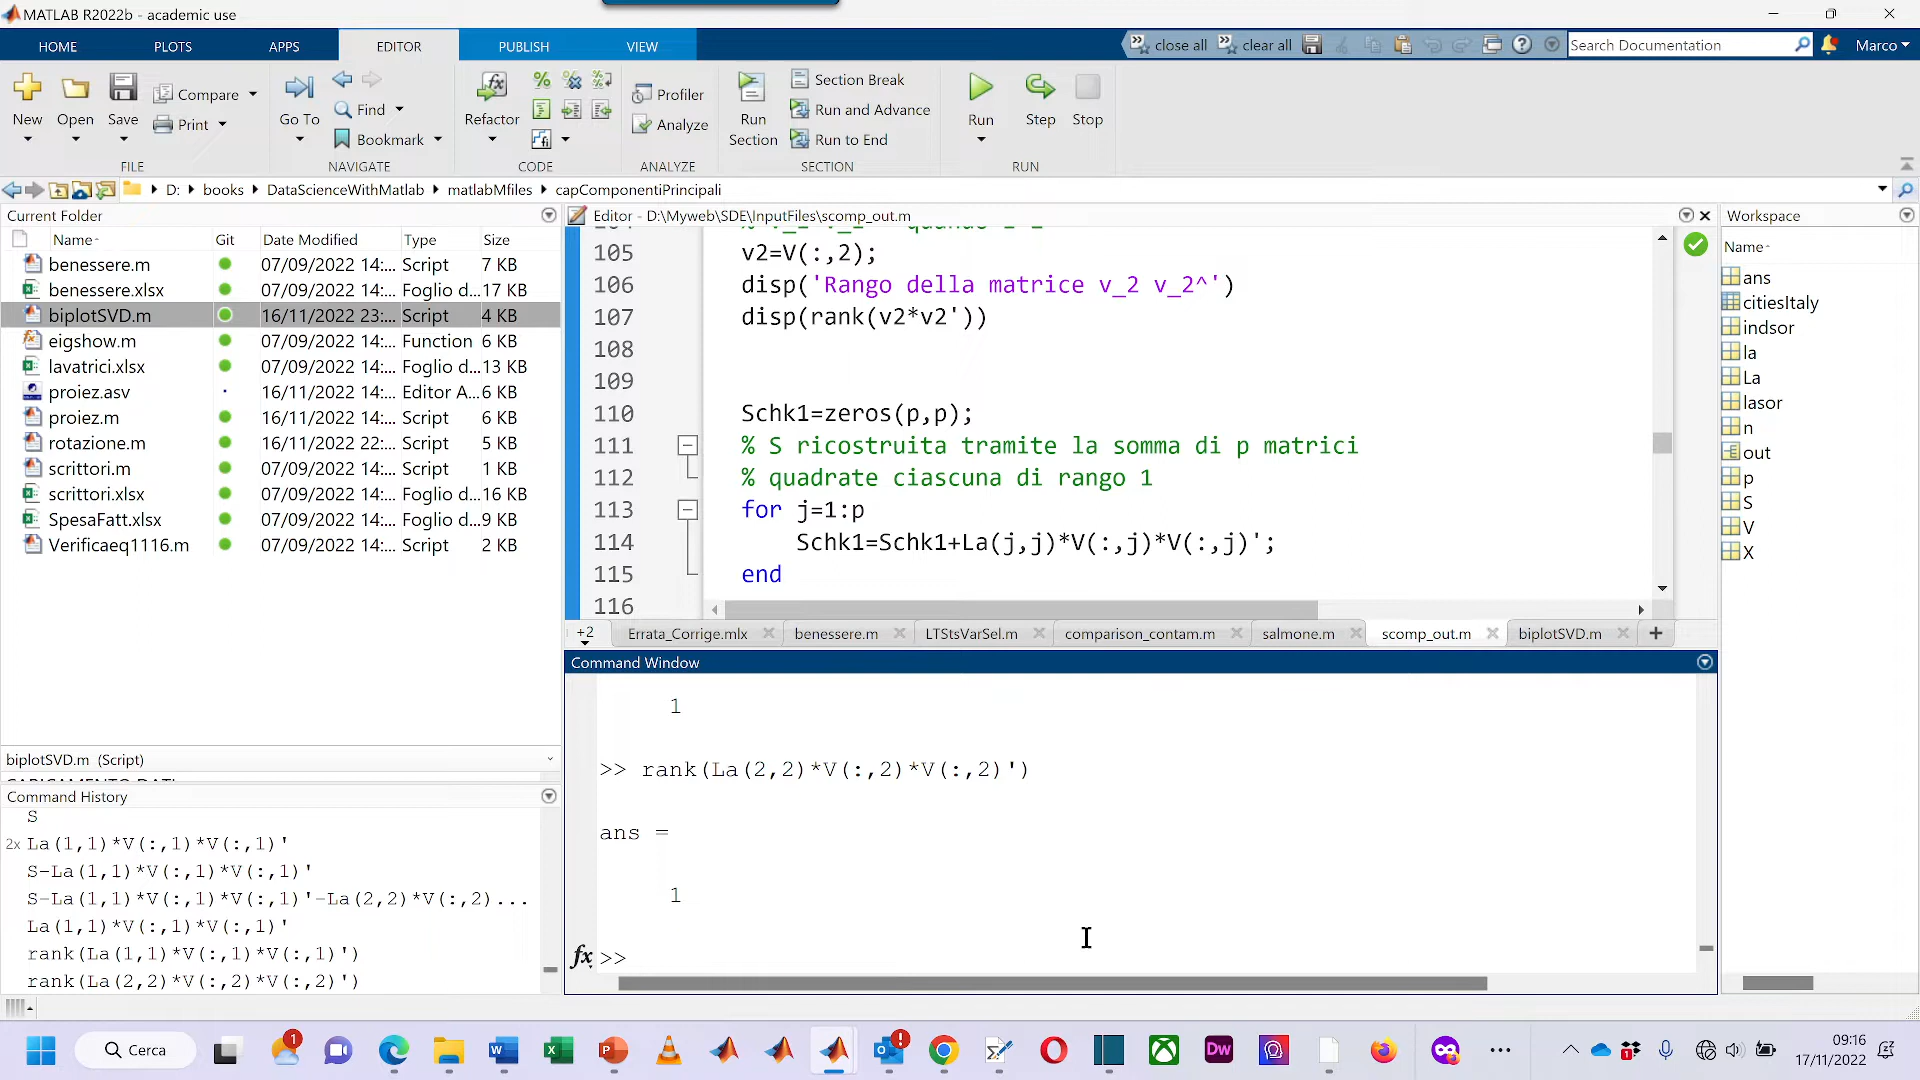 MATLAB R2022b - academic use
HOME PLOTS APPS EDITOR PUBLISH VIEW
close all clear all Search Documentation Marco
New Open Save Compare Print
Go To Find Bookmark
Refactor
Profiler Analyze
Run Section Section Break Run and Advance Run to End
Run Step Stop
FILE NAVIGATE CODE ANALYZE SECTION RUN
D: books DataScienceWithMatlab matlabMfiles capComponentiPrincipali
Current Folder
Name Git Date Modified Type Size
benessere.m 07/09/2022 14:... Script 7 KB
benessere.xlsx 07/09/2022 14:... Foglio d...17 KB
biplotSVD.m 16/11/2022 23:... Script 4 KB
eigshow.m 07/09/2022 14:... Function 6 KB
lavatrici.xlsx 07/09/2022 14:... Foglio d...13 KB
proiez.asv 16/11/2022 14:... Editor A...6 KB
proiez.m 16/11/2022 14:... Script 6 KB
rotazione.m 16/11/2022 22:... Script 5 KB
scrittori.m 07/09/2022 14:... Script 1 KB
scrittori.xlsx 07/09/2022 14:... Foglio d...16 KB
SpesaFatt.xlsx 07/09/2022 14:... Foglio d...9 KB
Verificaeq1116.m 07/09/2022 14:... Script 2 KB
biplotSVD.m (Script)
Command History
S
2x La(1,1)*V(:,1)*V(:,1)'
S-La(1,1)*V(:,1)*V(:,1)'
S-La(1,1)*V(:,1)*V(:,1)'-La(2,2)*V(:,2)...
La(1,1)*V(:,1)*V(:,1)'
rank(La(1,1)*V(:,1)*V(:,1)')
rank(La(2,2)*V(:,2)*V(:,2)')
Editor - D:\Myweb\SDE\InputFiles\scomp_out.m
105 v2=V(:,2);
106 disp('Rango della matrice v_2 v_2^')
107 disp(rank(v2*v2'))
108
109
110 Schk1=zeros(p,p);
111 % S ricostruita tramite la somma di p matrici
112 % quadrate ciascuna di rango 1
113 for j=1:p
114 Schk1=Schk1+La(j,j)*V(:,j)*V(:,j)';
115 end
116
+2 Errata_Corrige.mlx benessere.m LTStsVarSel.m comparison_contam.m salmone.m scomp_out.m biplotSVD.m +
Command Window
1
>> rank(La(2,2)*V(:,2)*V(:,2)')
ans =
1
fx >>
Workspace
Name
ans
citiesItaly
indsor
la
La
lasor
n
out
p
S
V
X
Cerca
09:16
17/11/2022